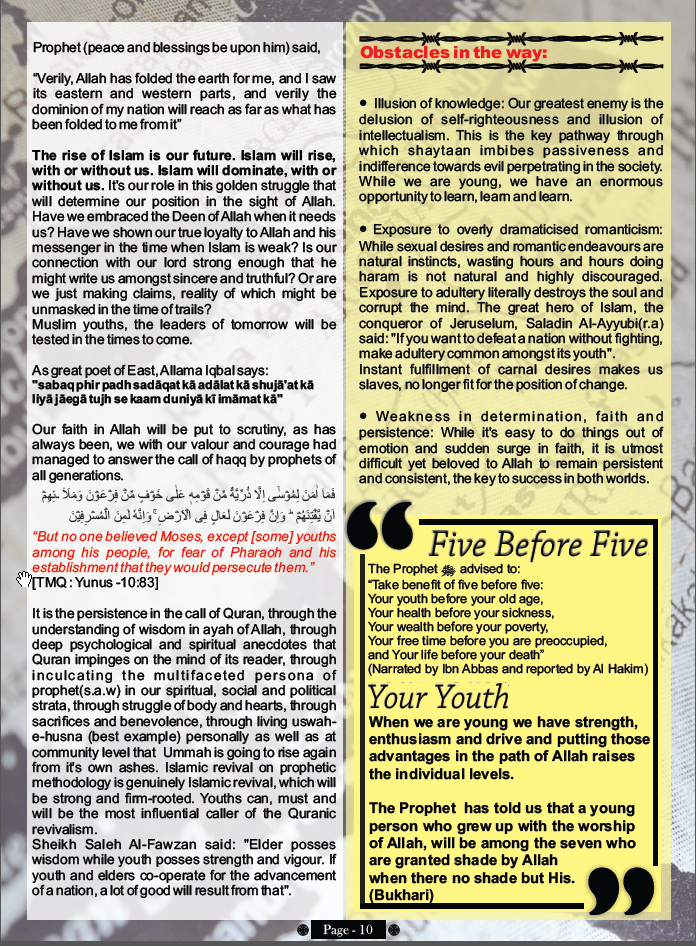 Prophet (peace and blessings be upon him) said,
“Verily, Allah has folded the earth for me, and I saw
its eastern and western parts, and verily the
dominion of my nation will reach as far as what has
been folded to me from it”
The rise of Islam is our future. Islam will rise,
with or without us. Islam will dominate, with or
without us. It's our role in this golden struggle that
will determine our position in the sight of Allah.
Have we embraced the Deen of Allah when it needs
us? Have we shown our true loyalty to Allah and his
messenger in the time when Islam is weak? Is our
connection with our lord strong enough that he
might write us amongst sincere and truthful? Or are
we just making claims, reality of which might be
unmasked in the time of trails?
Muslim youths, the leaders of tomorrow will be
tested in the times to come.
As great poet of East, Allama Iqbal says:
"sabaq phir padh sadāqat kā adālat kā shujā'at kā
liyā jāegā tujh se kaam duniyā kī imāmat kā"
Our faith in Allah will be put to scrutiny, as has
always been, we with our valour and courage had
managed to answer the call of haqq by prophets of
all generations.
فَمَآ اٰمَنَ لِمُوْسٰٓى اِلَّا ذُرِّيَّةٌ مِّنْ قَوْمِهٖ عَلٰى خَوْفٍ مِّنْ فِرْعَوْنَ وَمَلَا۟ـئِهِمْ
اَنْ يَّفْتِنَهُمْ ؕ وَاِنَّ فِرْعَوْنَ لَعَالٍ فِى الْاَرْضِ ۚ وَاِنَّهٗ لَمِنَ الْمُسْرِفِيْنَ
“But no one believed Moses, except [some] youths
among his people, for fear of Pharaoh and his
establishment that they would persecute them.”
[TMQ : Yunus -10:83]
It is the persistence in the call of Quran, through the
understanding of wisdom in ayah of Allah, through
deep psychological and spiritual anecdotes that
Quran impinges on the mind of its reader, through
inculcating the multifaceted persona of
prophet(s.a.w) in our spiritual, social and political
strata, through struggle of body and hearts, through
sacrifices and benevolence, through living uswah-
e-husna (best example) personally as well as at
community level that Ummah is going to rise again
from it's own ashes. Islamic revival on prophetic
methodology is genuinely Islamic revival, which will
be strong and firm-rooted. Youths can, must and
will be the most influential caller of the Quranic
revivalism.
Sheikh Saleh Al-Fawzan said: "Elder posses
wisdom while youth posses strength and vigour. If
youth and elders co-operate for the advancement
of a nation, a lot of good will result from that".
Obstacles in the way:
● Illusion of knowledge: Our greatest enemy is the
delusion of self-righteousness and illusion of
intellectualism. This is the key pathway through
which shaytaan imbibes passiveness and
indifference towards evil perpetrating in the society.
While we are young, we have an enormous
opportunity to learn, learn and learn.
● Exposure to overly dramaticised romanticism:
While sexual desires and romantic endeavours are
natural instincts, wasting hours and hours doing
haram is not natural and highly discouraged.
Exposure to adultery literally destroys the soul and
corrupt the mind. The great hero of Islam, the
conqueror of Jeruselum, Saladin Al-Ayyubi(r.a)
said: "If you want to defeat a nation without fighting,
make adultery common amongst its youth".
Instant fulfillment of carnal desires makes us
slaves, no longer fit for the position of change.
● Weakness in determination, faith and
persistence: While it's easy to do things out of
emotion and sudden surge in faith, it is utmost
difficult yet beloved to Allah to remain persistent
and consistent, the key to success in both worlds.
Five Before Five
The Prophet ﷺ advised to:
“Take benefit of five before five:
Your youth before your old age,
Your health before your sickness,
Your wealth before your poverty,
Your free time before you are preoccupied,
and Your life before your death”
(Narrated by Ibn Abbas and reported by Al Hakim)
Your Youth
When we are young we have strength,
enthusiasm and drive and putting those
advantages in the path of Allah raises
the individual levels.
The Prophet has told us that a young
person who grew up with the worship
of Allah, will be among the seven who
are granted shade by Allah
when there no shade but His.
(Bukhari)
Page - 10